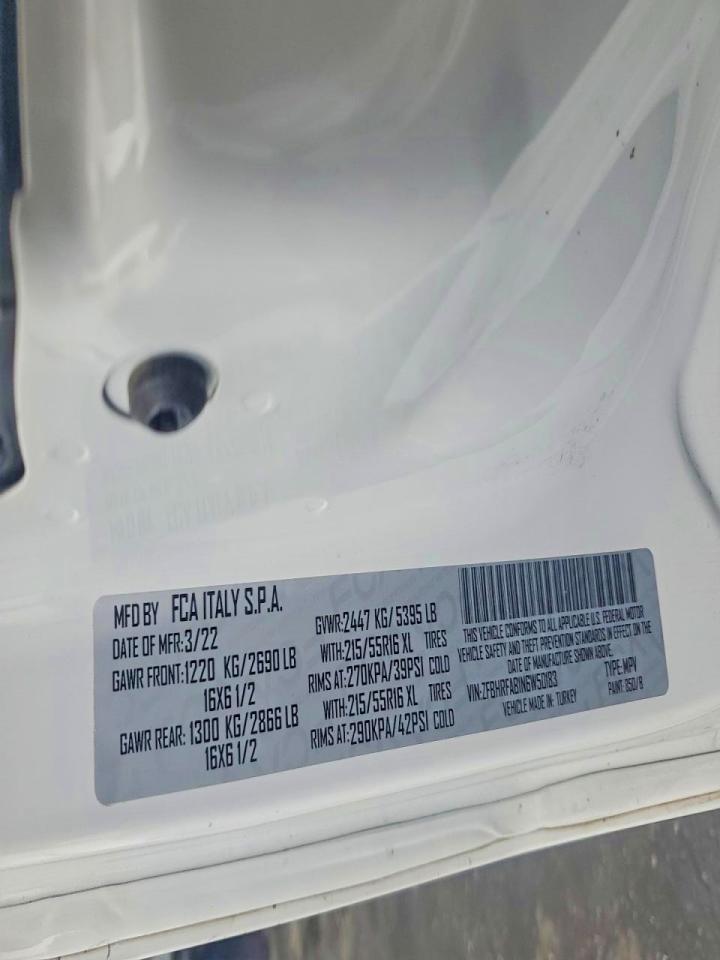 MFD BY FCA ITALY S.P.A.
DATE OF MFR: 3/22
GAWR FRONT: 1220 KG/2690 LB
16X6 1/2
GAWR REAR: 1300 KG/2866 LB
16X6 1/2
GVWR: 2447 KG/ 5395 LB
WITH: 215/55R16 XL TIRES
RIMS AT: 270KPA/39PSI COLD
WITH: 215/55R16 XL TIRES
RIMS AT: 290KPA/42PSI COLD
THIS VEHICLE CONFORMS TO ALL APPLICABLE U.S. FEDERAL MOTOR
VEHICLE SAFETY AND THEFT PREVENTION STANDARDS IN EFFECT ON THE
DATE OF MANUFACTURE SHOWN ABOVE.
VIN: ZFBHRFAB1N6W50183 TYPE: MPV
VEHICLE MADE IN: TURKEY PAINT: 350/B